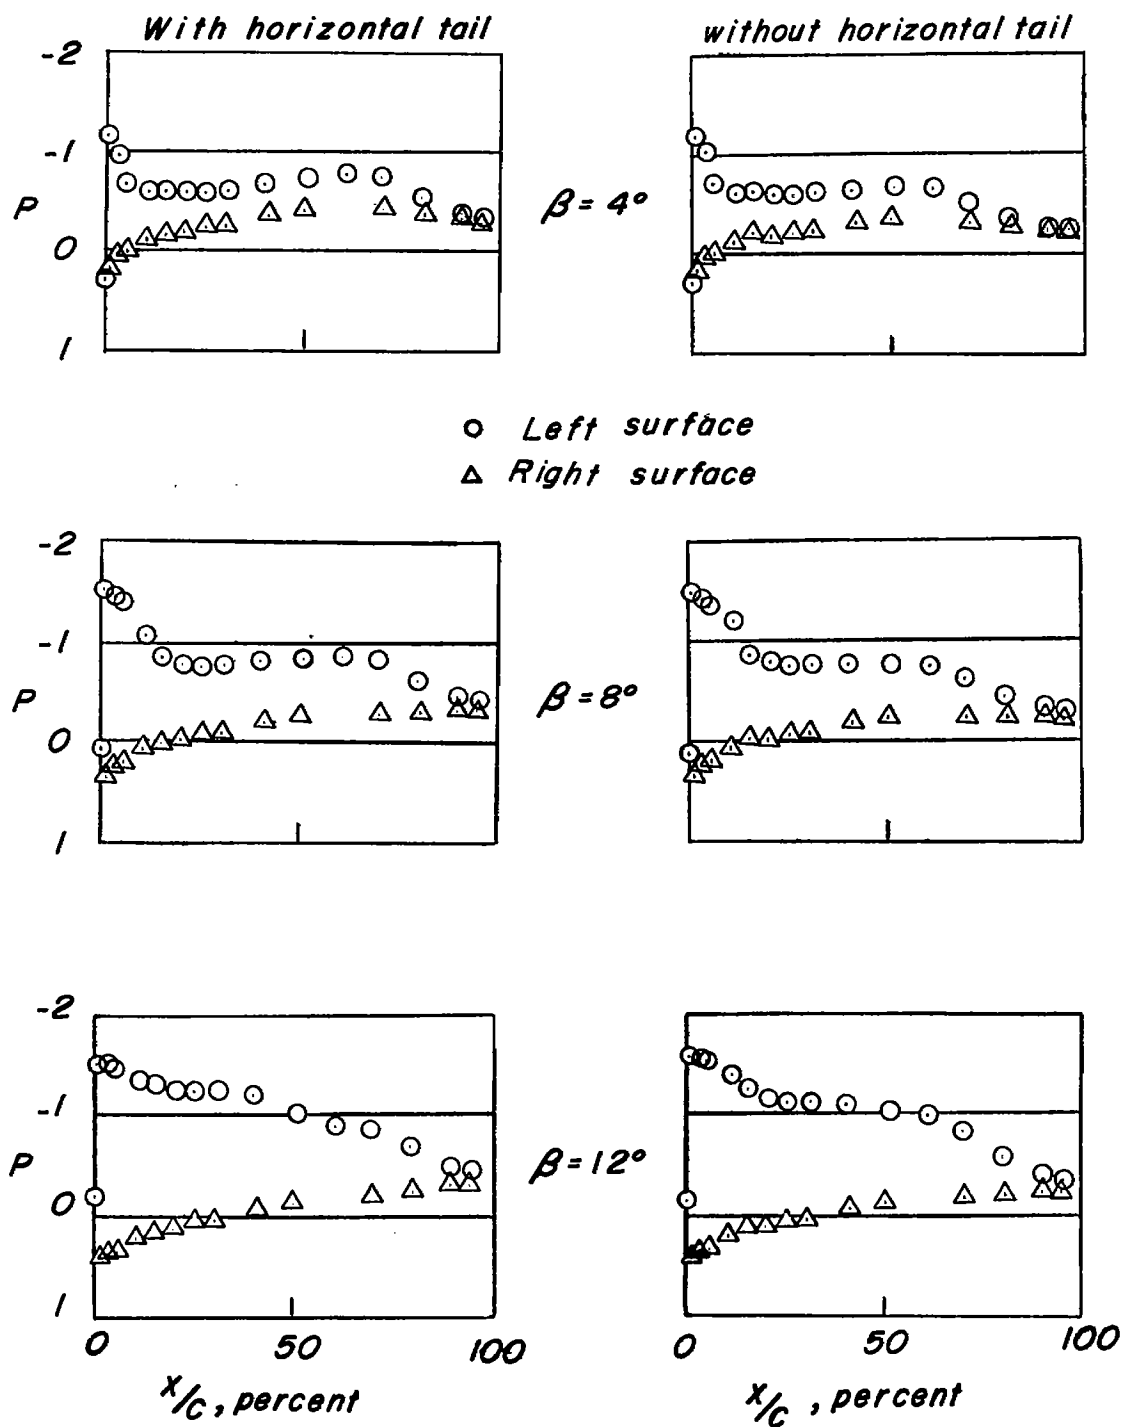 With horizontal tail
without horizontal tail
-2
-1
P
0
1
β = 4°
Left surface
Right surface
-2
-1
P
0
1
β = 8°
-2
-1
P
0
1
β = 12°
0 50 100
0 50 100
x/c, percent
x/c, percent